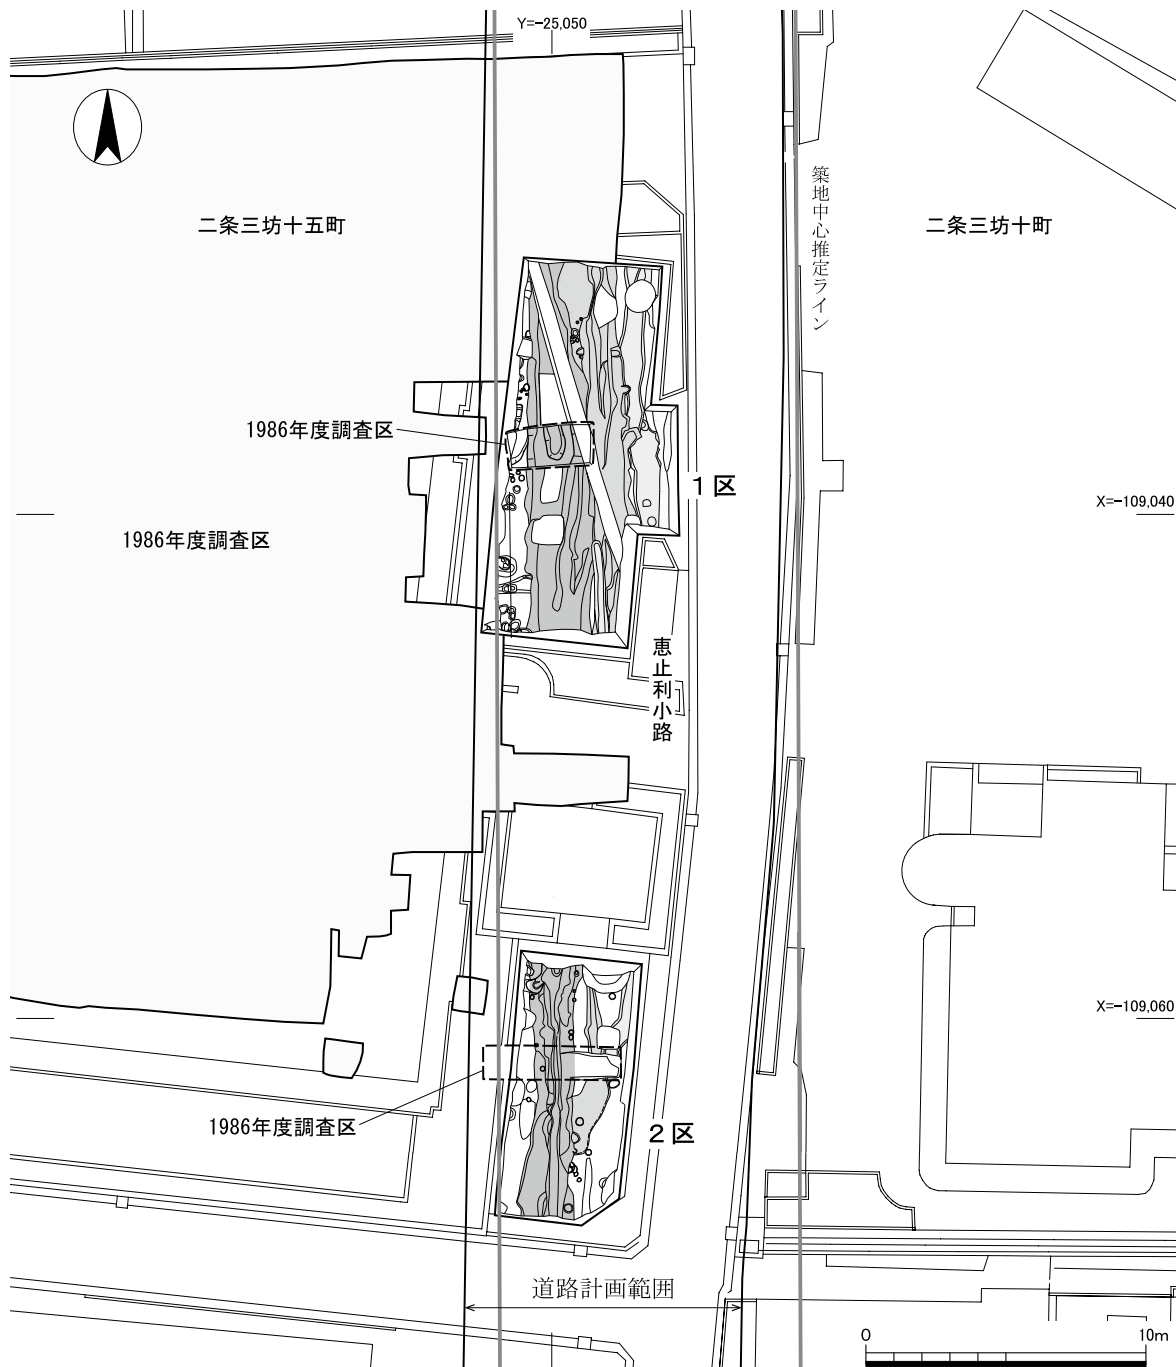 Y=-25,050
築地中心推定ライン
二条三坊十五町
二条三坊十町
1986年度調査区
1区
X=-109,040
1986年度調査区
恵止利小路
X=-109,060
1986年度調査区
2区
道路計画範囲
0 10m